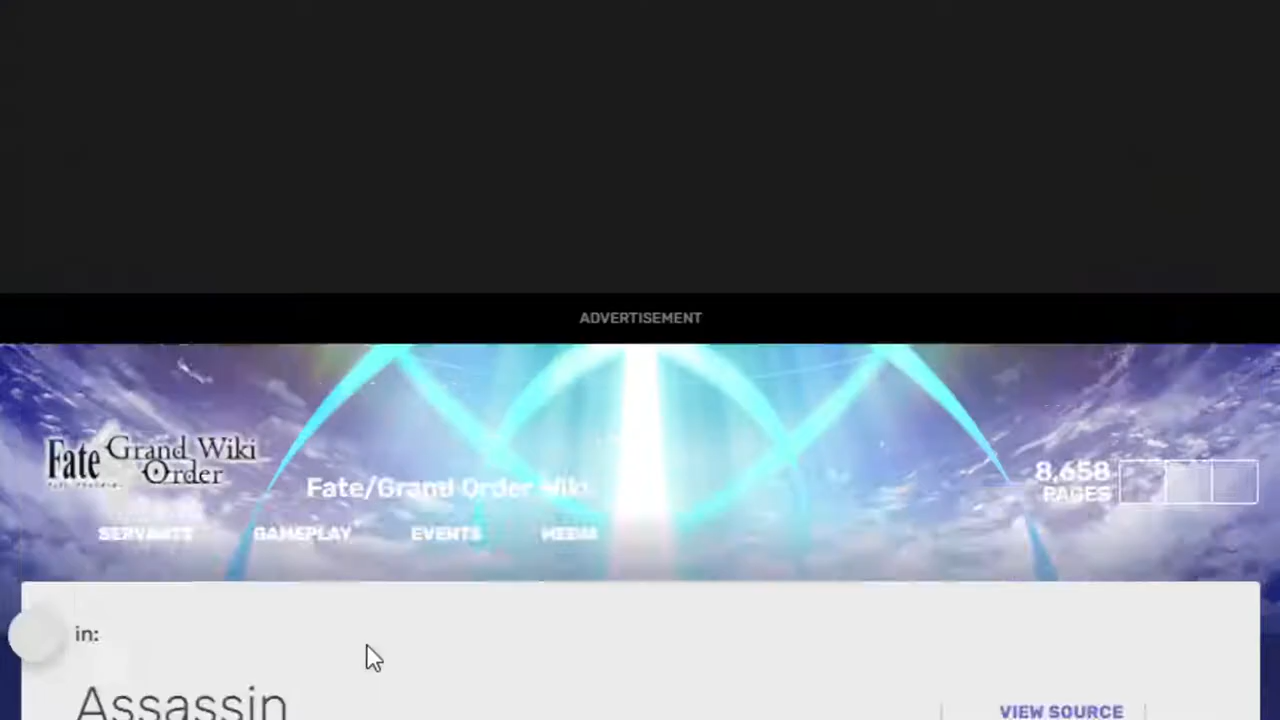 ADVERTISEMENT
Fate Grand Order Wiki
Fate/Grand Order Wiki
8,658
PAGES
SERVANTS GAMEPLAY EVENTS MEDIA
in:
Assassin
VIEW SOURCE